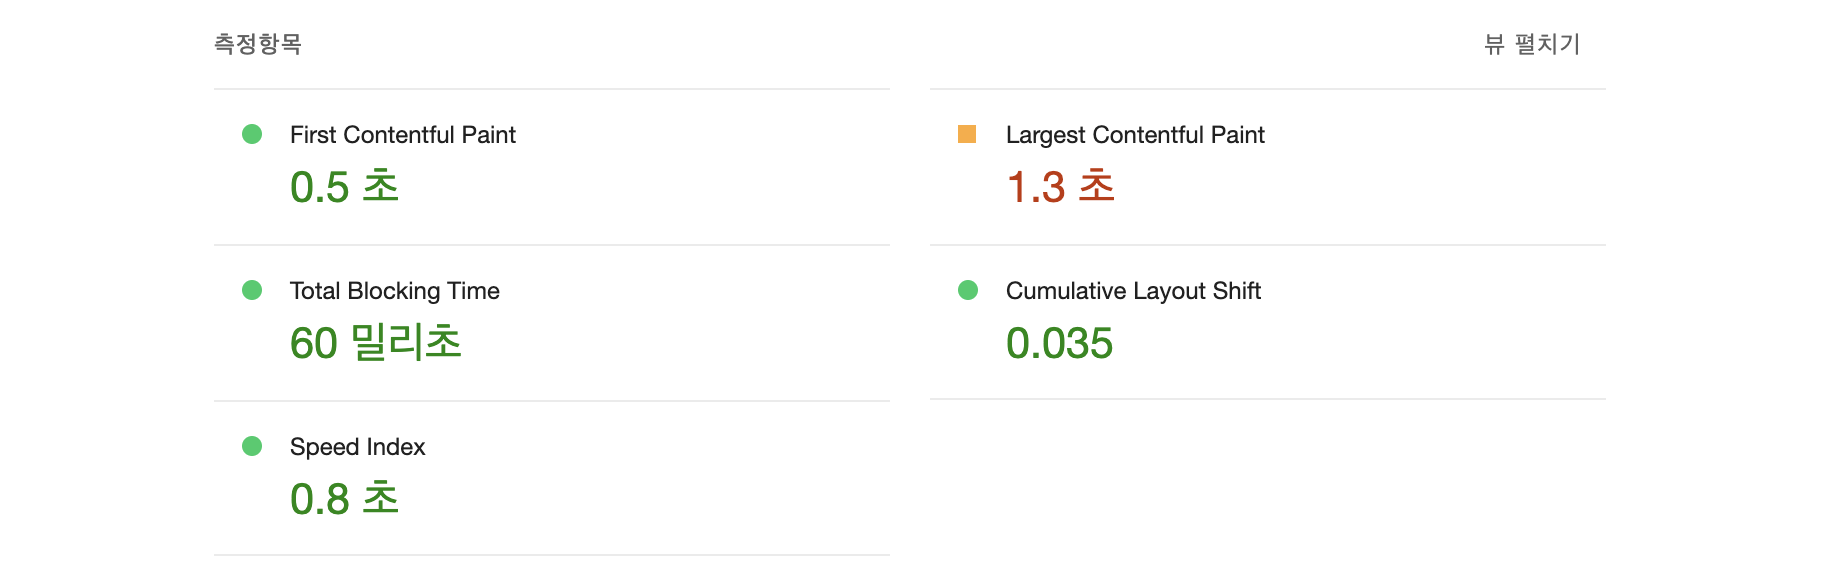 측정항목
뷰 펼치기
First Contentful Paint
0.5 초
Largest Contentful Paint
1.3 초
Total Blocking Time
60 밀리초
Cumulative Layout Shift
0.035
Speed Index
0.8 초